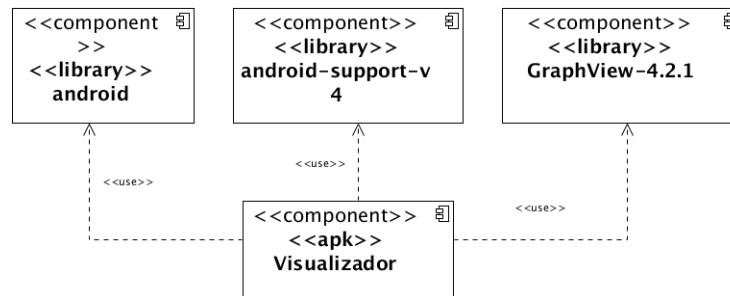 <<component
>>
<<library>>
android
<<component>>
<<library>>
android-support-v
4
<<component>>
<<library>>
GraphView-4.2.1
<<use>>
<<use>>
<<use>>
<<component>>
<<apk>>
Visualizador